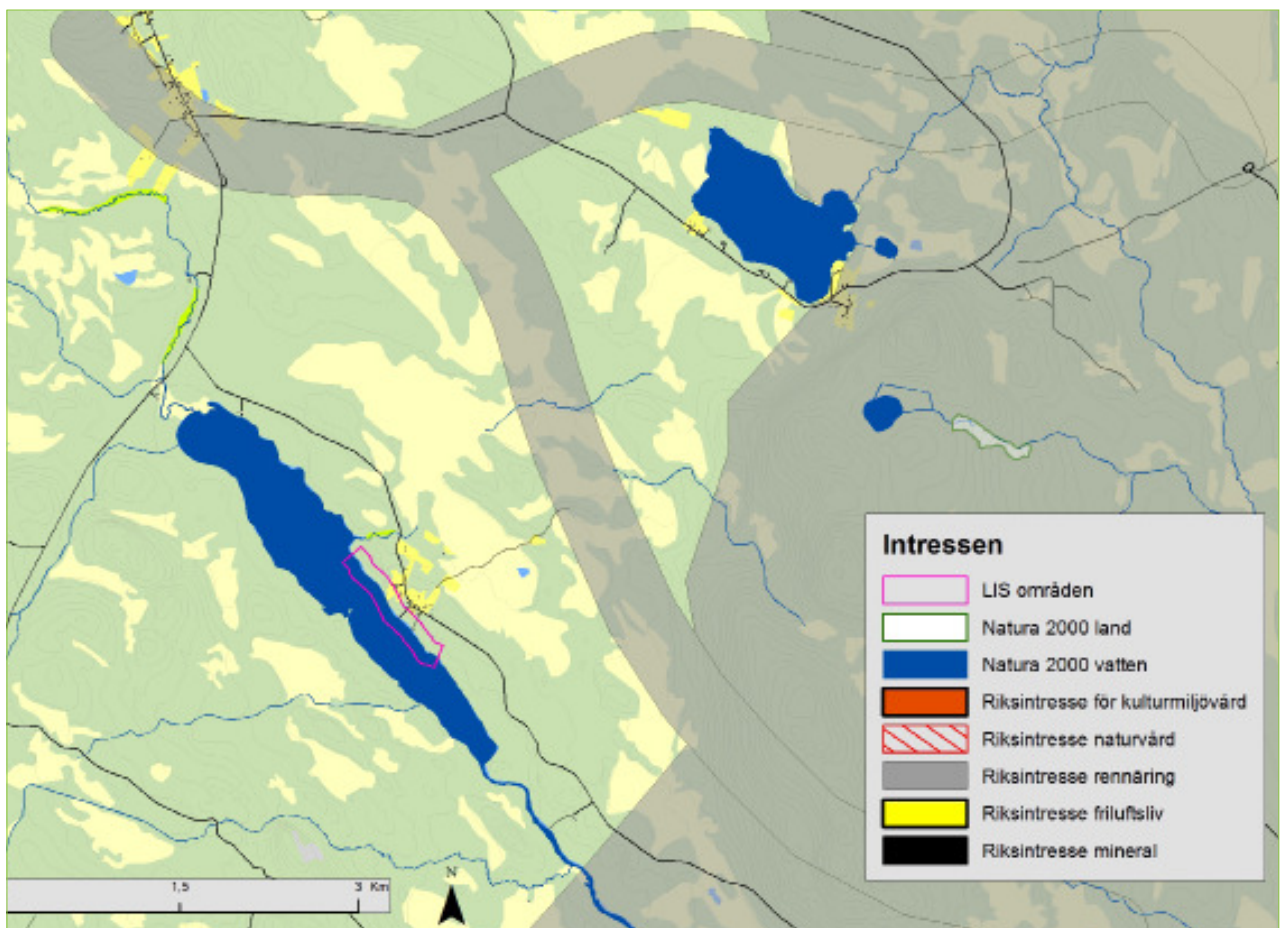 Intressen
LIS områden
Natura 2000 land
Natura 2000 vatten
Riksintresse för kulturmiljövård
Riksintresse naturvård
Riksintresse rennäring
Riksintresse friluftsliv
Riksintresse mineral
N
1,5 3 Km